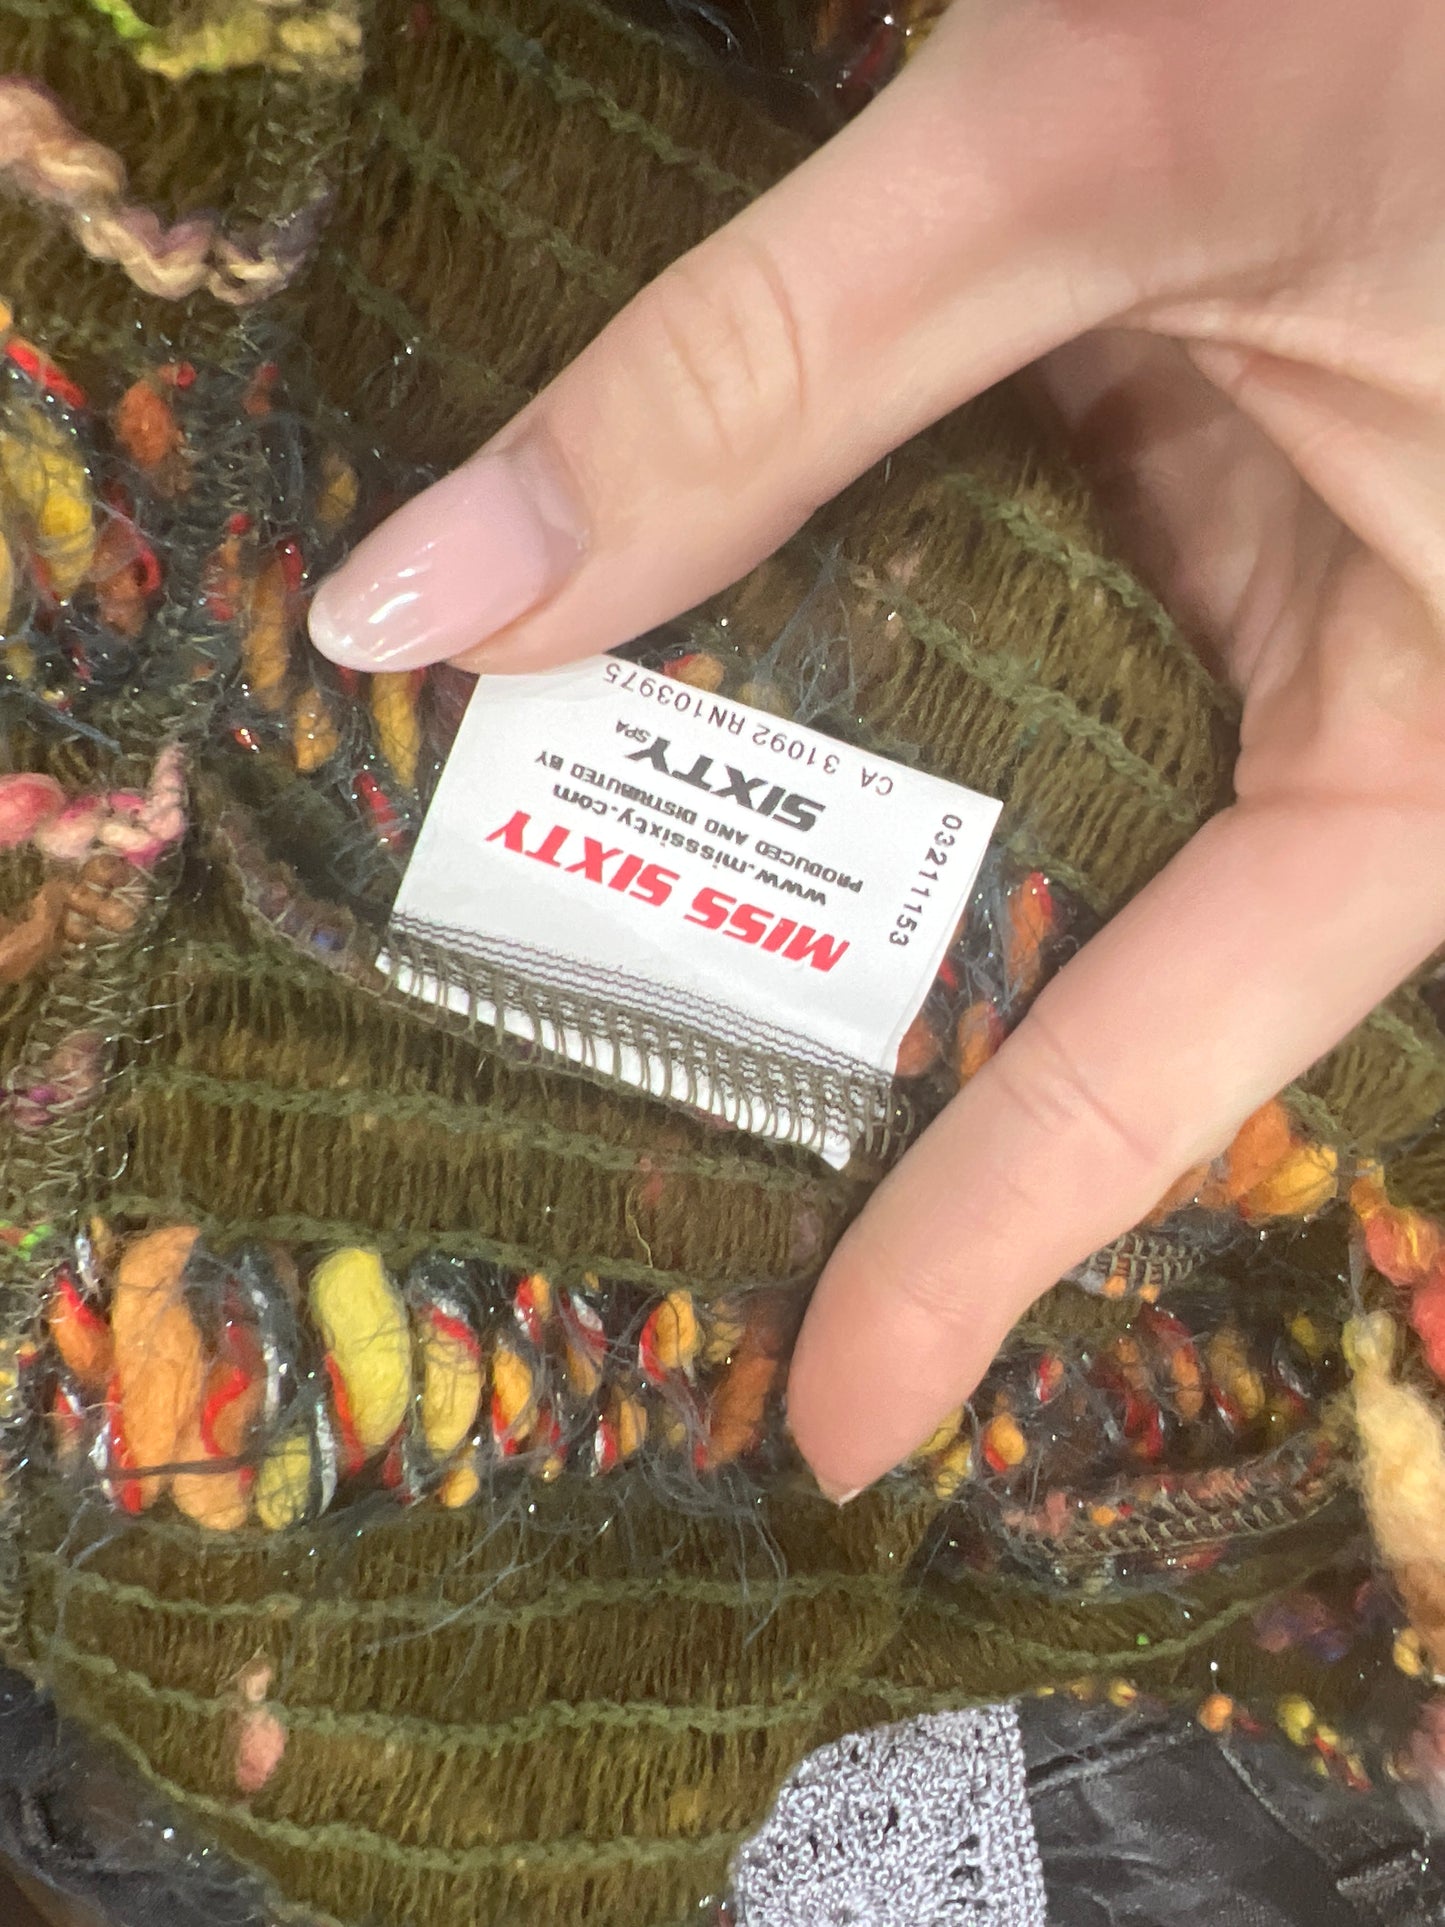 MISS SIXTY
www.misssixty.com
PRODUCED AND DISTRIBUTED BY
SIXTY SPA
CA 31092 RN103975
03211153